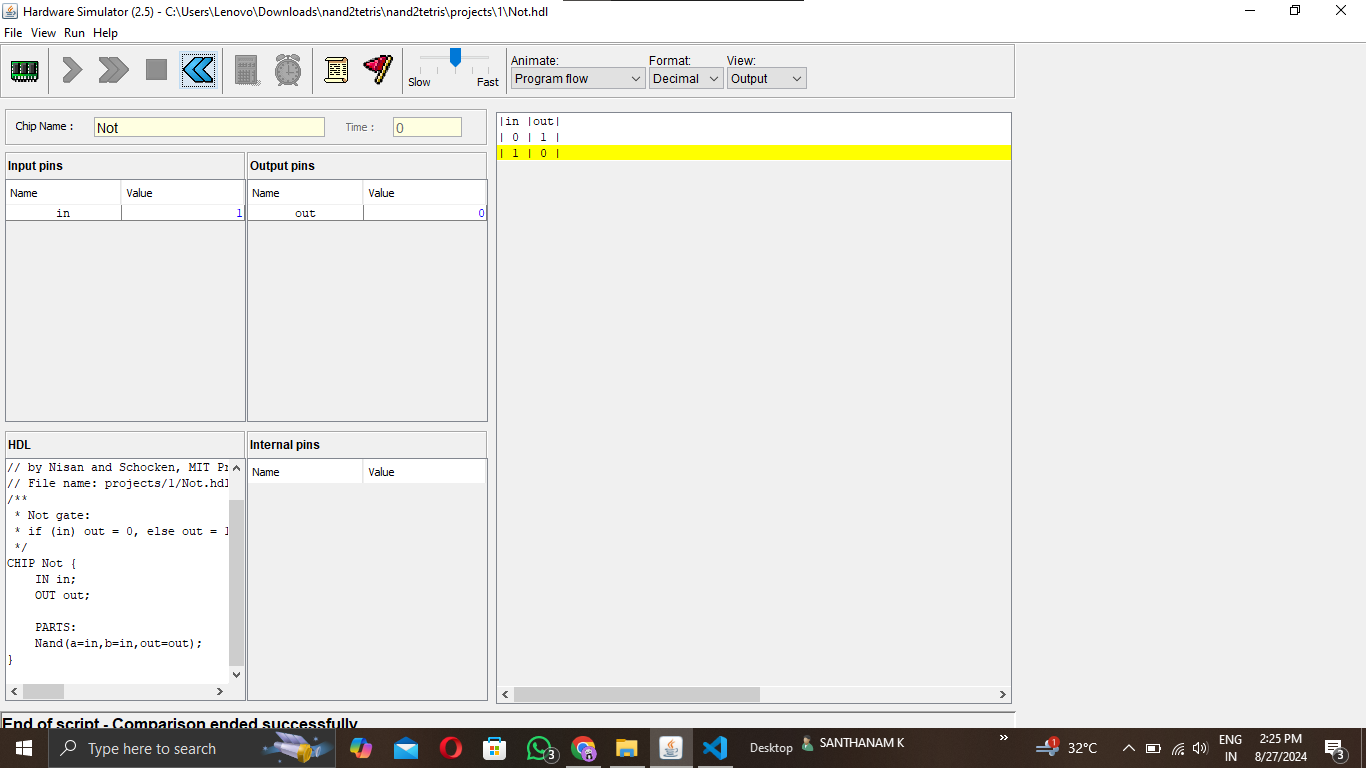 Hardware Simulator (2.5) - C:\Users\Lenovo\Downloads\nand2tetris\nand2tetris\projects\1\Not.hdl
File View Run Help
Slow Fast
Animate: Format: View:
Program flow Decimal Output
Chip Name : Not Time : 0
Input pins
Name Value
in 1
Output pins
Name Value
out 0
|in |out|
| 0 | 1 |
| 1 | 0 |
HDL
// by Nisan and Schocken, MIT Pr
// File name: projects/1/Not.hdl
/**
* Not gate:
* if (in) out = 0, else out = 1
*/
CHIP Not {
IN in;
OUT out;
PARTS:
Nand(a=in,b=in,out=out);
}
Internal pins
Name Value
End of script - Comparison ended successfully
Type here to search
3
Desktop
SANTHANAM K
»
1
32°C
ENG
IN
2:25 PM
8/27/2024
3